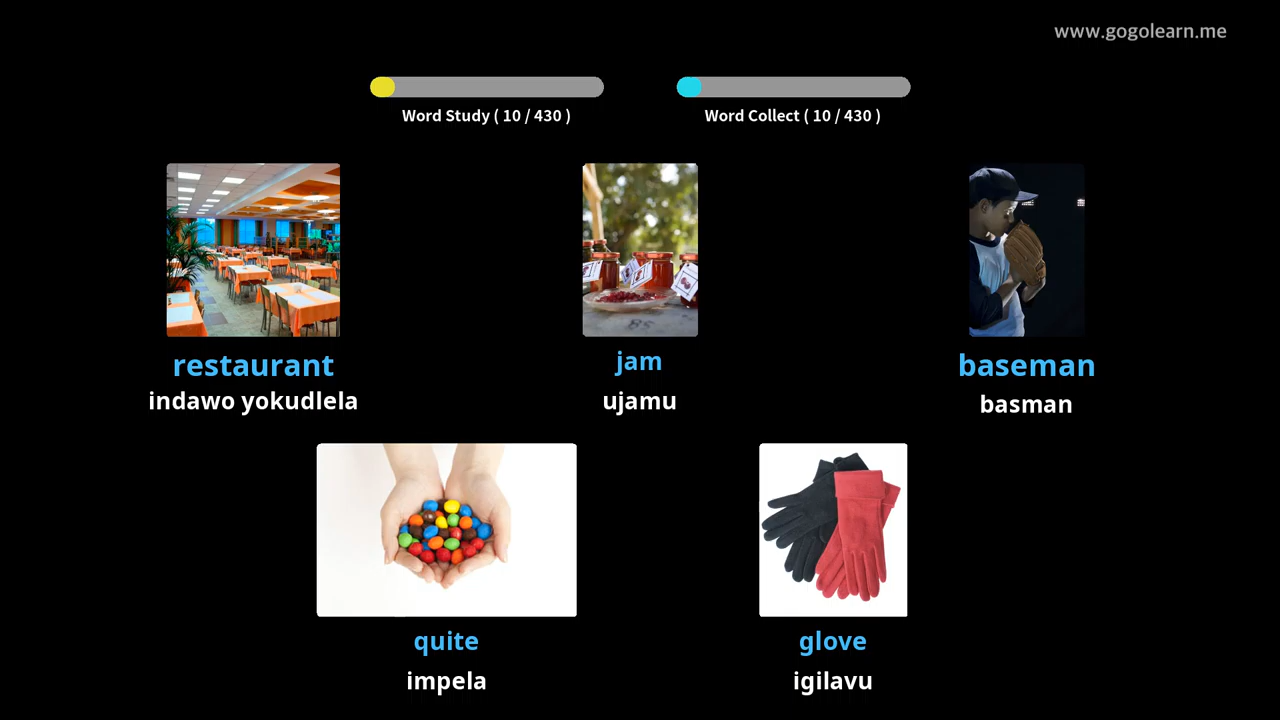 www.gogolearn.me
Word Study ( 10 / 430 )
Word Collect ( 10 / 430 )
restaurant
indawo yokudlela
jam
ujamu
baseman
basman
quite
impela
glove
igilavu